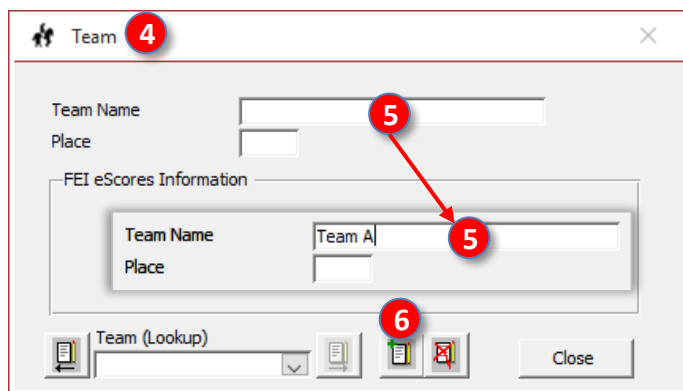 Team 4
Team Name 5
Place
FEI eScores Information
Team Name Team A 5
Place
6
Team (Lookup)
Close